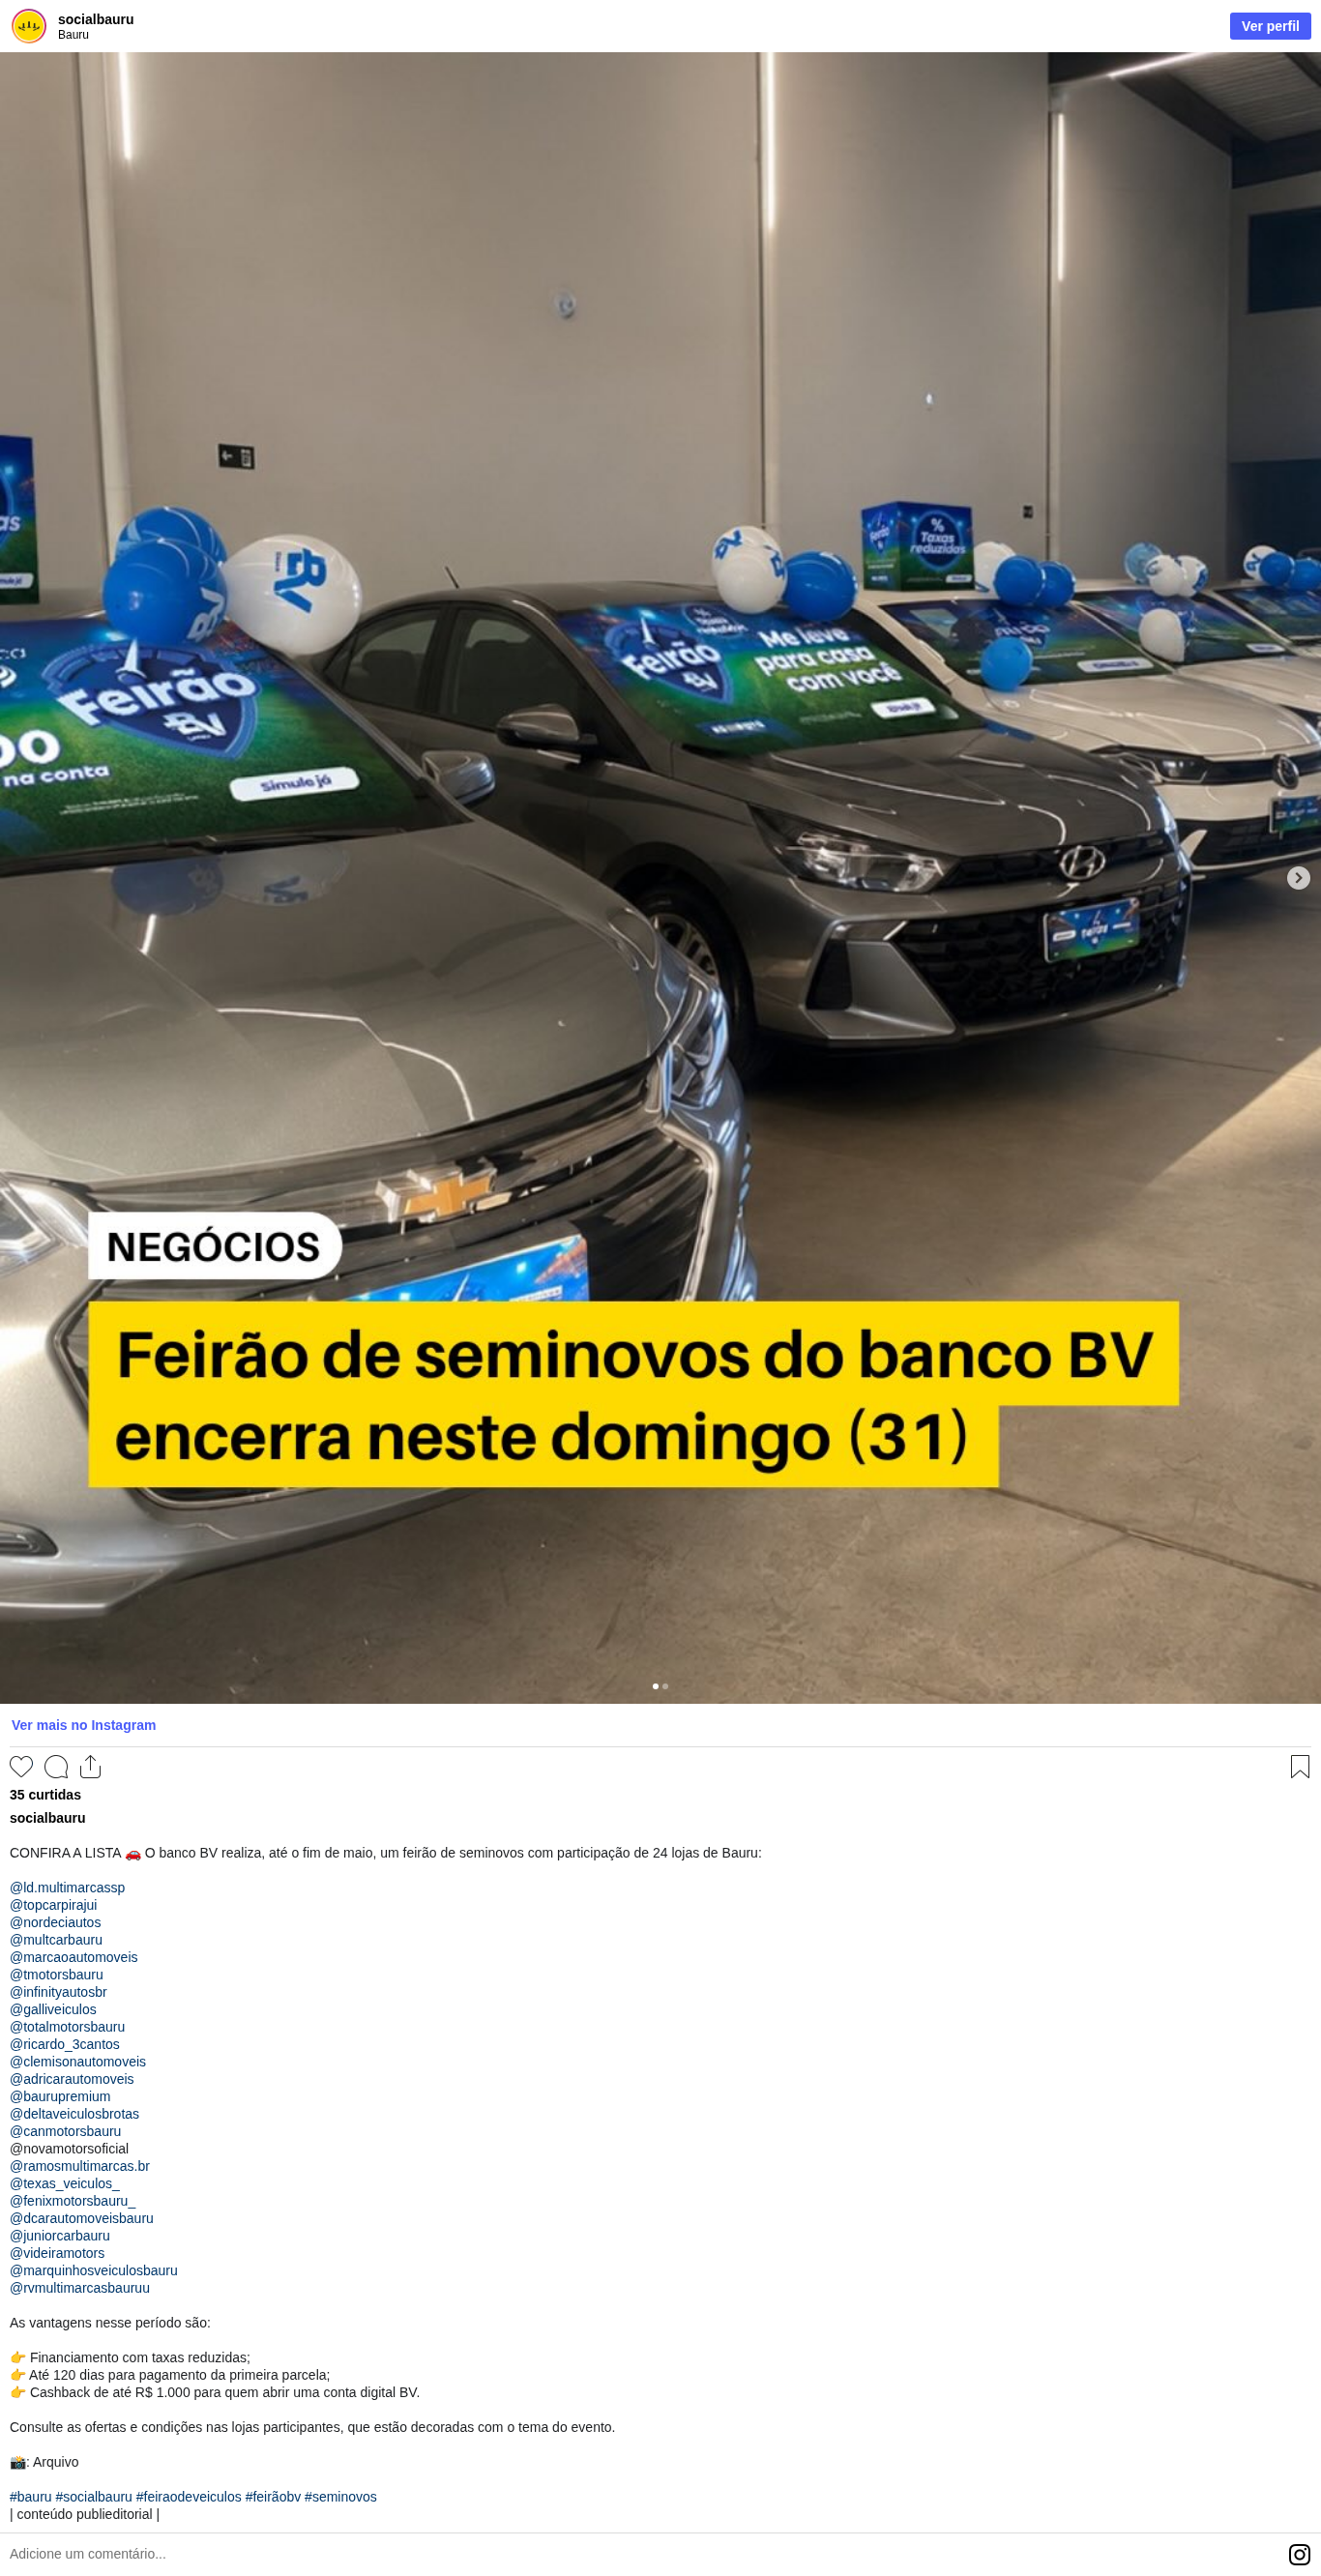 socialbauru
Bauru
Ver perfil
% Taxas
reduzidas
BV
Feirão
BV
na conta
Simule já
Feirão
BV
Me leve
para casa
com você
Simule já
Feirão
NEGÓCIOS
Feirão de seminovos do banco BV
encerra neste domingo (31)
Ver mais no Instagram
35 curtidas
socialbauru
CONFIRA A LISTA 🚗 O banco BV realiza, até o fim de maio, um feirão de seminovos com participação de 24 lojas de Bauru:
@ld.multimarcassp
@topcarpirajui
@nordeciautos
@multcarbauru
@marcaoautomoveis
@tmotorsbauru
@infinityautosbr
@galliveiculos
@totalmotorsbauru
@ricardo_3cantos
@clemisonautomoveis
@adricarautomoveis
@baurupremium
@deltaveiculosbrotas
@canmotorsbauru
@novamotorsoficial
@ramosmultimarcas.br
@texas_veiculos_
@fenixmotorsbauru_
@dcarautomoveisbauru
@juniorcarbauru
@videiramotors
@marquinhosveiculosbauru
@rvmultimarcasbauruu
As vantagens nesse período são:
👉 Financiamento com taxas reduzidas;
👉 Até 120 dias para pagamento da primeira parcela;
👉 Cashback de até R$ 1.000 para quem abrir uma conta digital BV.
Consulte as ofertas e condições nas lojas participantes, que estão decoradas com o tema do evento.
📸: Arquivo
#bauru #socialbauru #feiraodeveiculos #feirãobv #seminovos
| conteúdo publieditorial |
Adicione um comentário...